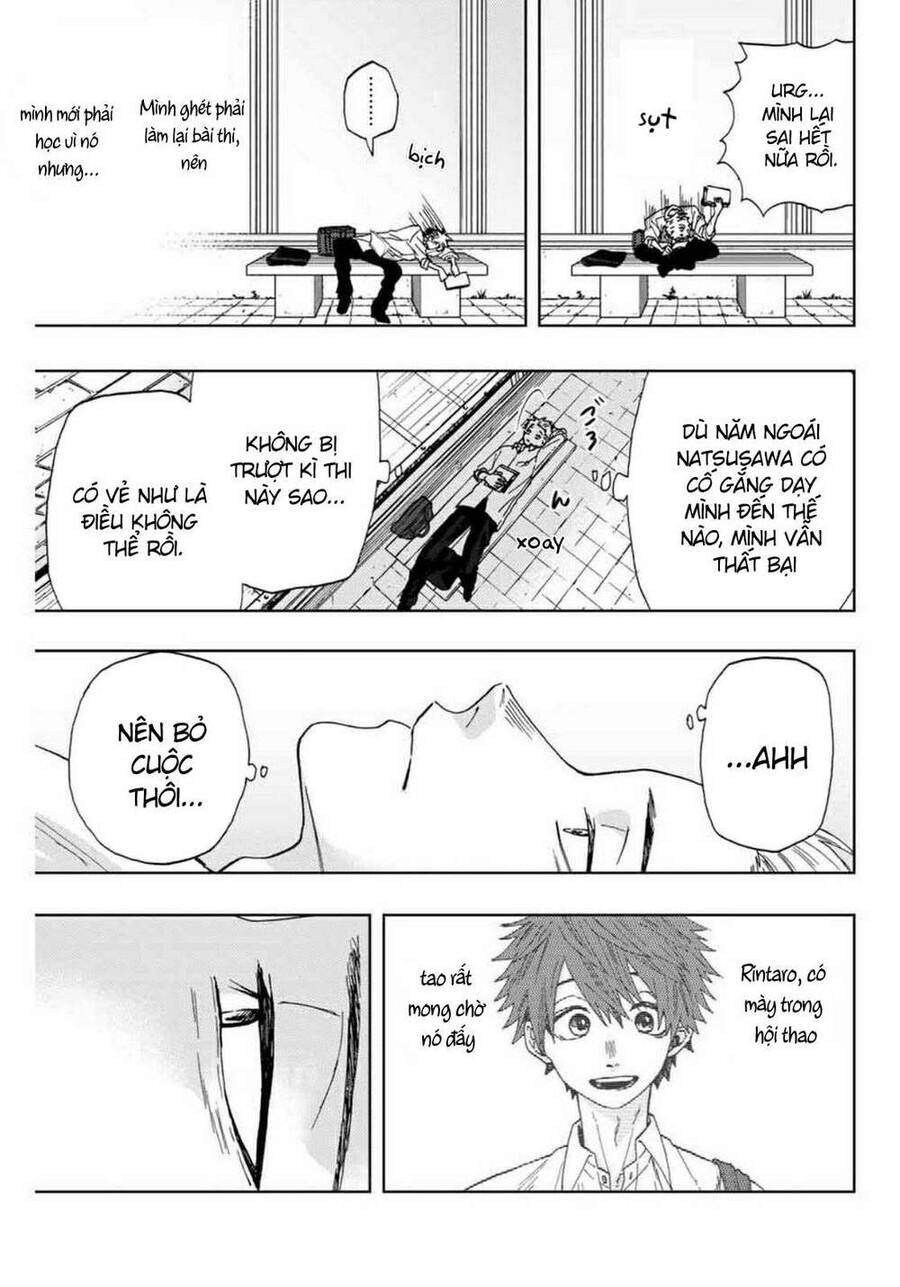 URG...
MÌNH LẠI
SAI HẾT
NỮA RỒI.
sụt
.........
bịch
Mình ghét phải
làm lại bài thi,
nên
mình mới phải
học vì nó
nhưng...
DÙ NĂM NGOÁI
NATSUSAWA CÓ
CỐ GẮNG DẠY
MÌNH ĐẾN THẾ
NÀO, MÌNH VẪN
THẤT BẠI
ゴロ
xoay
KHÔNG BỊ
TRƯỢT KÌ THI
NÀY SAO...
CÓ VẺ NHƯ LÀ
ĐIỀU KHÔNG
THỂ RỒI.
...AHH
NÊN BỎ
CUỘC
THÔI...
Rintaro, có
mày trong
hội thao
tao rất
mong chờ
nó đấy